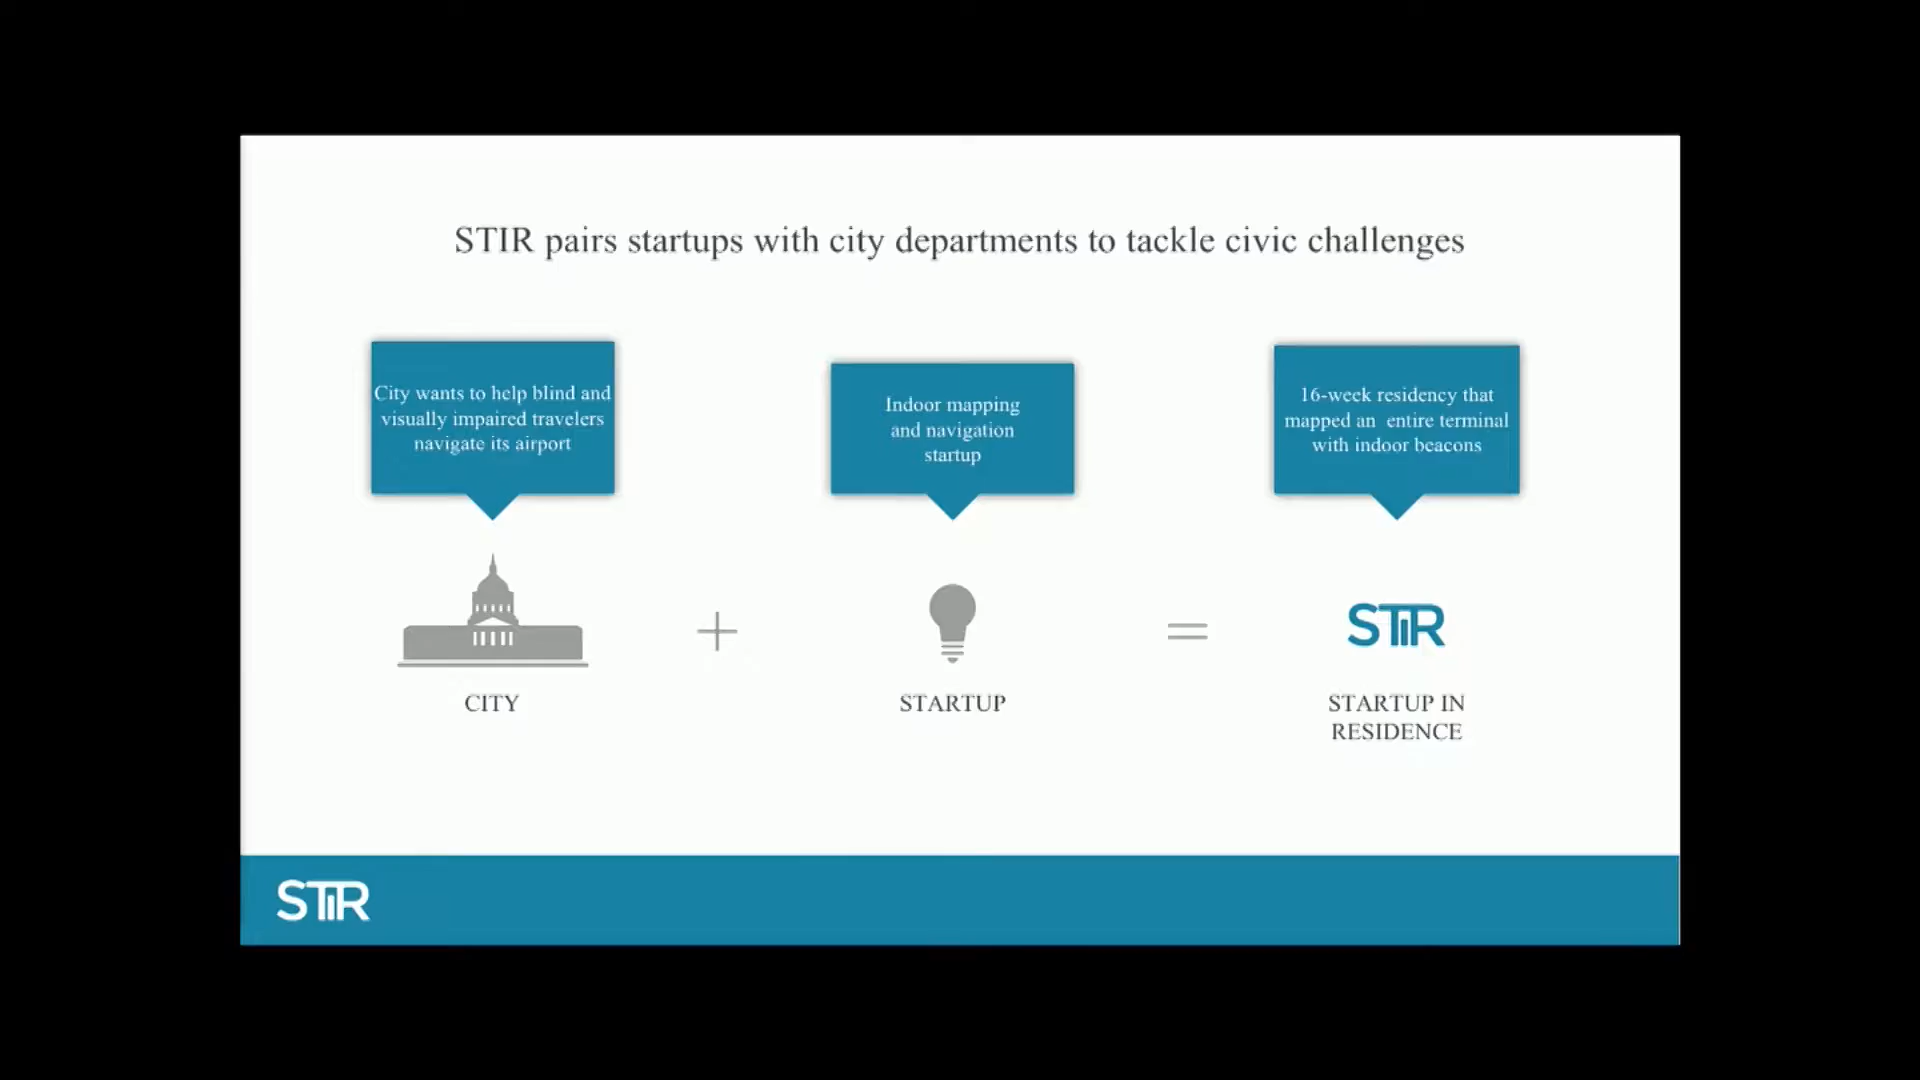 STIR pairs startups with city departments to tackle civic challenges
City wants to help blind and
visually impaired travelers
navigate its airport
Indoor mapping
and navigation
startup
16-week residency that
mapped an entire terminal
with indoor beacons
+
=
STiR
CITY
STARTUP
STARTUP IN
RESIDENCE
STiR